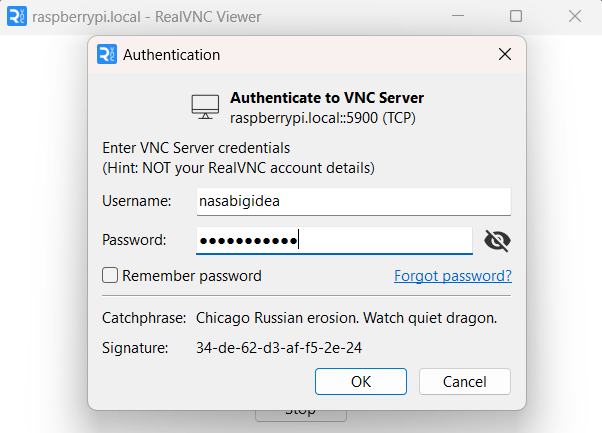 raspberrypi.local - RealVNC Viewer
Authentication
Authenticate to VNC Server
raspberrypi.local::5900 (TCP)
Enter VNC Server credentials
(Hint: NOT your RealVNC account details)
Username: nasabigidea
Password: ●●●●●●●●●●●
Remember password Forgot password?
Catchphrase: Chicago Russian erosion. Watch quiet dragon.
Signature: 34-de-62-d3-af-f5-2e-24
OK Cancel
Stop